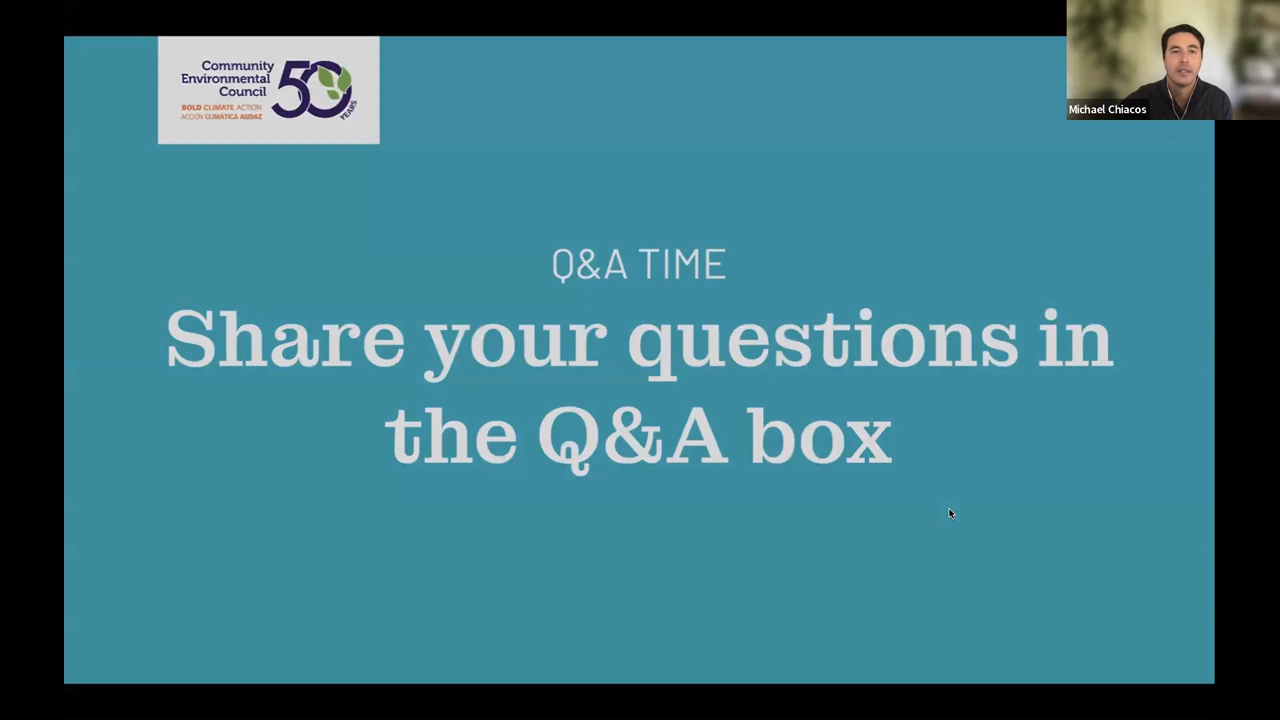 Community
Environmental
Council
50
YEARS
BOLD CLIMATE ACTION
ACCIÓN CLIMÁTICA AUDAZ
Michael Chiacos
Q&A TIME
Share your questions in
the Q&A box